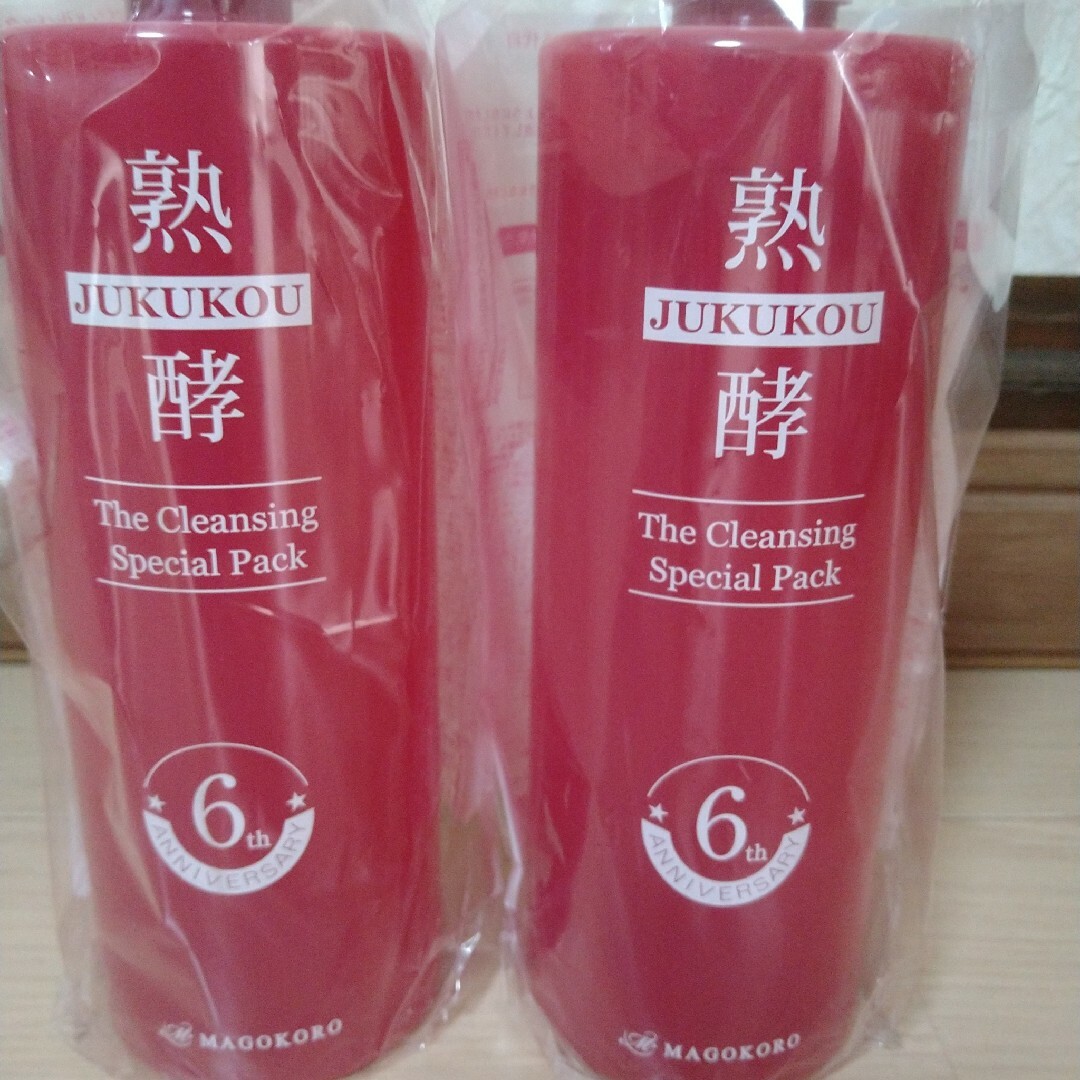 熟
JUKUKOU
酵
The Cleansing
Special Pack
6th
ANNIVERSARY
MAGOKORO
熟
JUKUKOU
酵
The Cleansing
Special Pack
6th
ANNIVERSARY
MAGOKORO